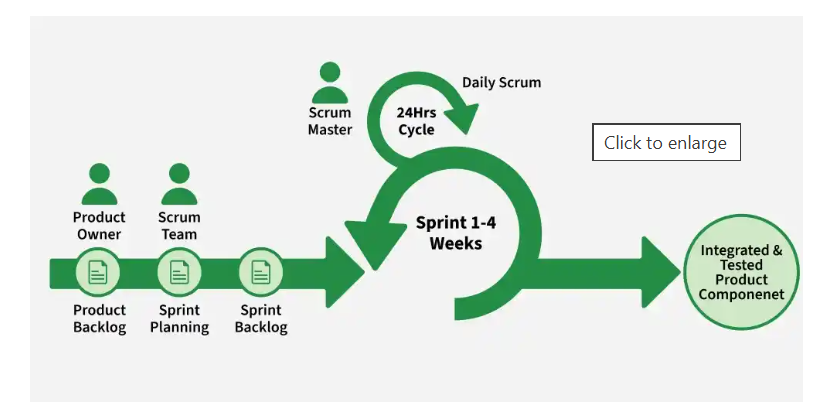 Daily Scrum
Scrum
Master
24Hrs
Cycle
Click to enlarge
Product
Owner
Scrum
Team
Sprint 1-4
Weeks
Integrated &
Tested
Product
Componenet
Product
Backlog
Sprint
Planning
Sprint
Backlog